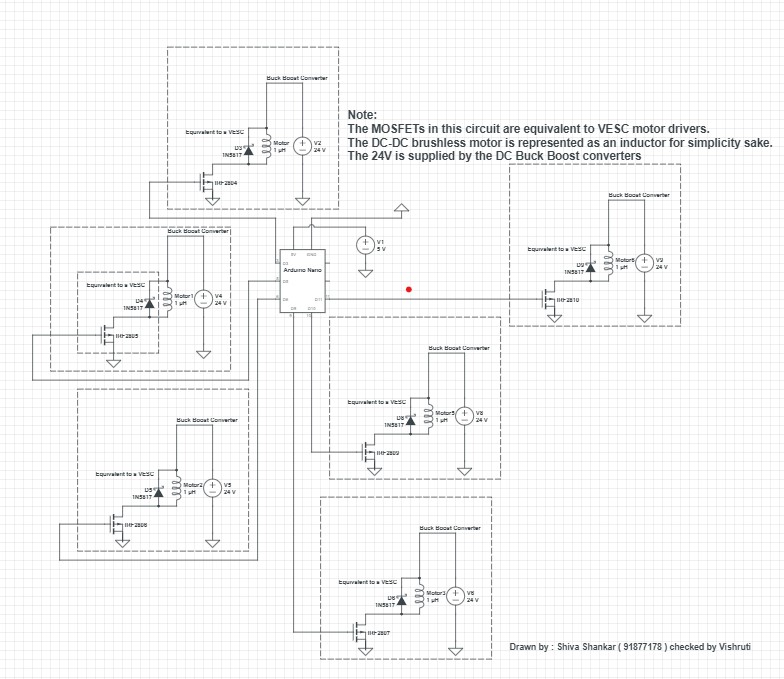 Buck Boost Converter
Note:
The MOSFETs in this circuit are equivalent to VESC motor drivers.
The DC-DC brushless motor is represented as an inductor for simplicity sake.
The 24V is supplied by the DC Buck Boost converters
Equivalent to a VESC
D3
1N5817
Motor
1 µH
V2
24 V
IRF2804
Buck Boost Converter
Equivalent to a VESC
D9
1N5817
Motor6
1 µH
V9
24 V
IRF2810
Buck Boost Converter
Equivalent to a VESC
D4
1N5817
Motor1
1 µH
V4
24 V
IRF2805
V1
5 V
5V
GND
Arduino Nano
D3
D11
D10
Buck Boost Converter
Equivalent to a VESC
D8
1N5817
Motor5
1 µH
V8
24 V
IRF2809
Buck Boost Converter
Equivalent to a VESC
D5
1N5817
Motor2
1 µH
V5
24 V
IRF2806
Buck Boost Converter
Equivalent to a VESC
D6
1N5817
Motor3
1 µH
V6
24 V
IRF2807
Drawn by : Shiva Shankar ( 91877178 ) checked by Vishruti